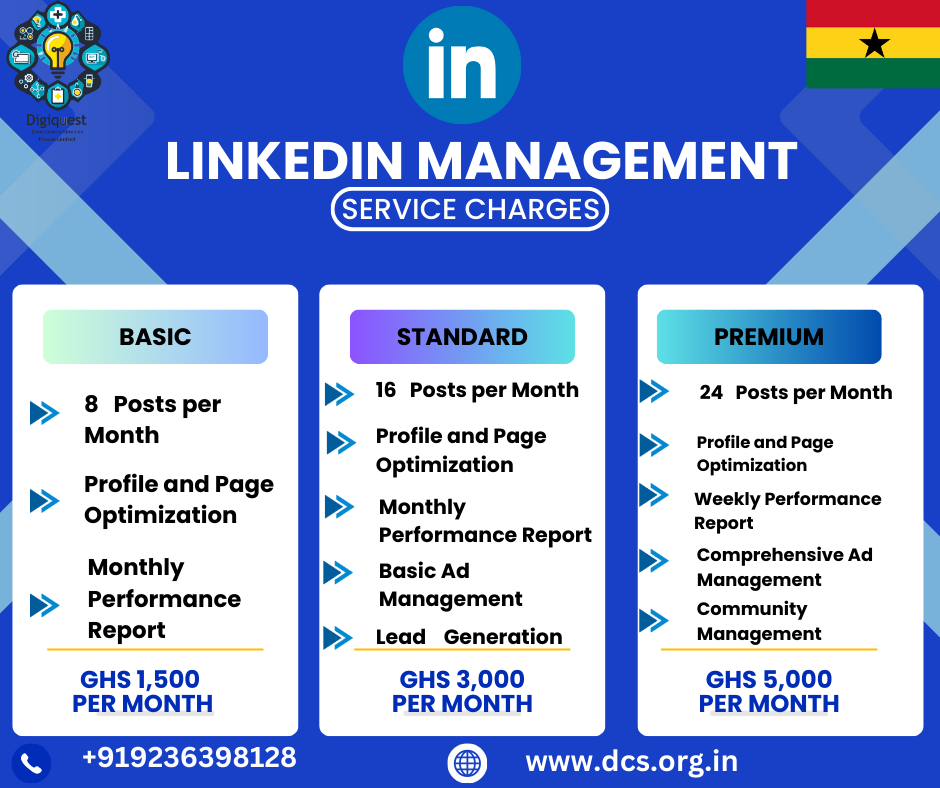 Digiquest
in
LINKEDIN MANAGEMENT
SERVICE CHARGES
BASIC
8 Posts per
Month
Profile and Page
Optimization
Monthly
Performance
Report
GHS 1,500
PER MONTH
STANDARD
16 Posts per Month
Profile and Page
Optimization
Monthly
Performance Report
Basic Ad
Management
Lead Generation
GHS 3,000
PER MONTH
PREMIUM
24 Posts per Month
Profile and Page
Optimization
Weekly Performance
Report
Comprehensive Ad
Management
Community
Management
GHS 5,000
PER MONTH
+919236398128
www.dcs.org.in